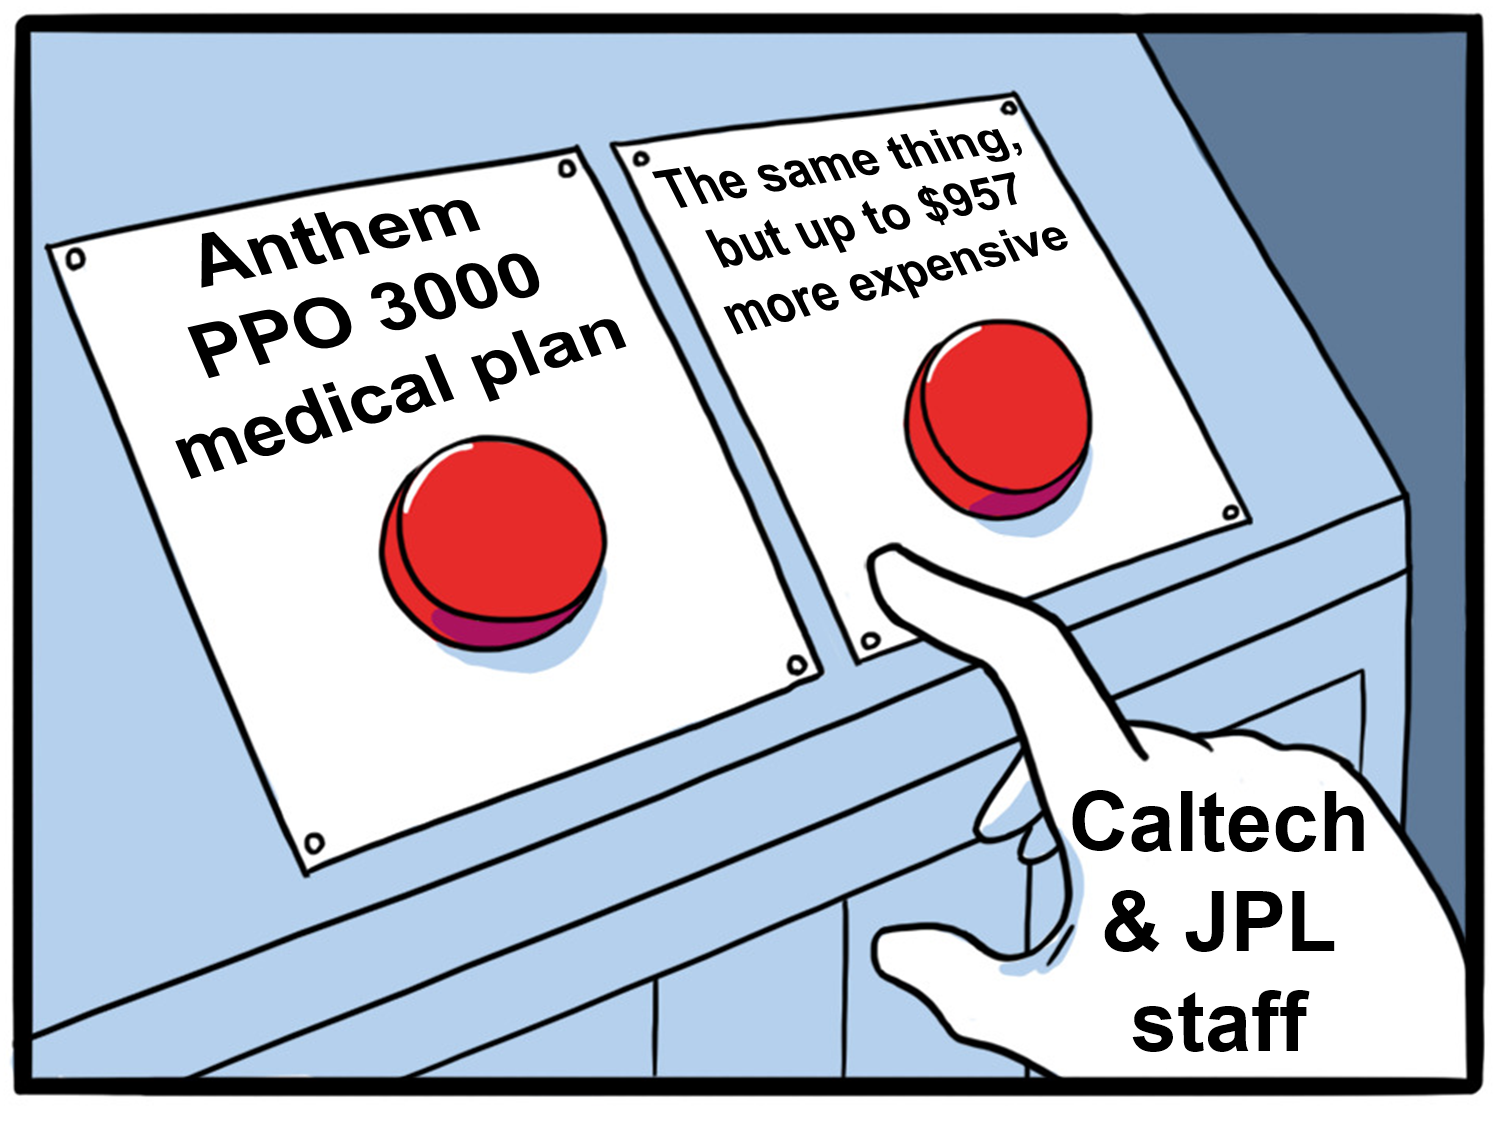 Anthem
PPO 3000
medical plan
The same thing,
but up to $957
more expensive
Caltech
& JPL
staff